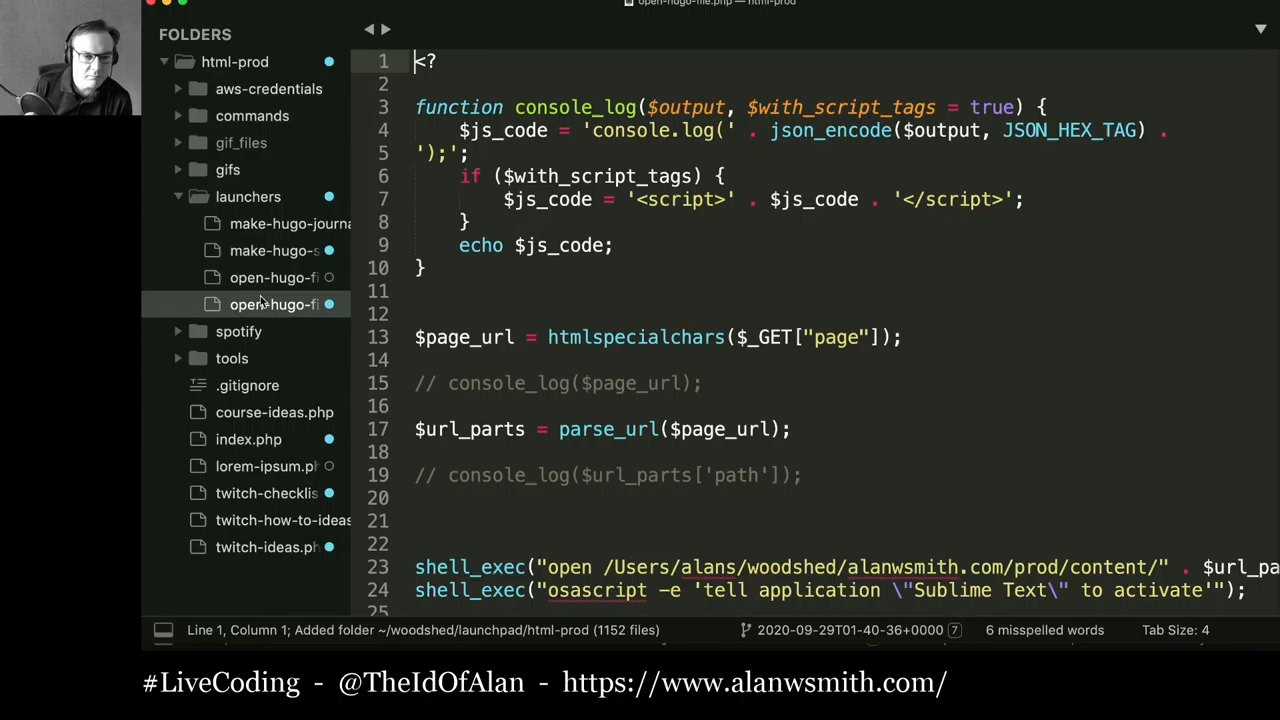 open-hugo-file.php — html-prod
FOLDERS
html-prod
aws-credentials
commands
gif_files
gifs
launchers
make-hugo-journa
make-hugo-s
open-hugo-fi
open-hugo-fi
spotify
tools
.gitignore
course-ideas.php
index.php
lorem-ipsum.ph
twitch-checklis
twitch-how-to-ideas
twitch-ideas.ph
1 <?
2
3 function console_log($output, $with_script_tags = true) {
4 $js_code = 'console.log(' . json_encode($output, JSON_HEX_TAG) .
5 ');';
6 if ($with_script_tags) {
7 $js_code = '<script>' . $js_code . '</script>';
8 }
9 echo $js_code;
10 }
11
12
13 $page_url = htmlspecialchars($_GET["page"]);
14
15 // console_log($page_url);
16
17 $url_parts = parse_url($page_url);
18
19 // console_log($url_parts['path']);
20
21
22
23 shell_exec("open /Users/alans/woodshed/alanwsmith.com/prod/content/" . $url_pa
24 shell_exec("osascript -e 'tell application \"Sublime Text\" to activate'");
25
Line 1, Column 1; Added folder ~/woodshed/launchpad/html-prod (1152 files)
2020-09-29T01-40-36+0000 7
6 misspelled words
Tab Size: 4
#LiveCoding - @TheIdOfAlan - https://www.alanwsmith.com/